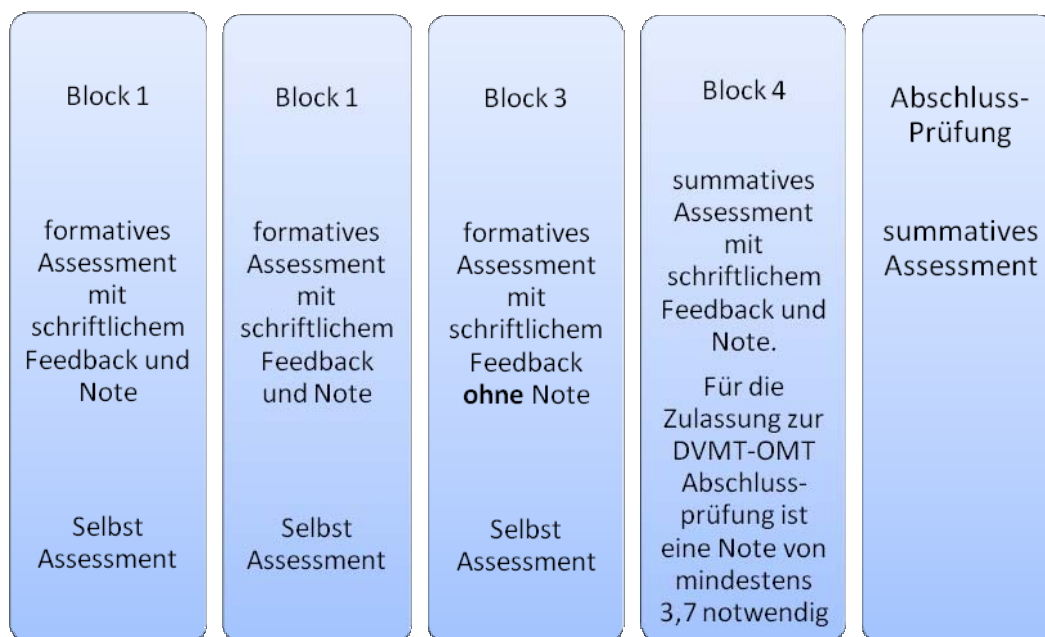 Block 1
formatives
Assessment
mit
schriftlichem
Feedback und
Note
Selbst
Assessment
Block 1
formatives
Assessment
mit
schriftlichem
Feedback
und Note
Selbst
Assessment
Block 3
formatives
Assessment
mit
schriftlichem
Feedback
ohne Note
Selbst
Assessment
Block 4
summatives
Assessment
mit
schriftlichem
Feedback und
Note.
Für die
Zulassung zur
DVMT-OMT
Abschluss-
prüfung ist
eine Note von
mindestens
3,7 notwendig
Abschluss-
Prüfung
summatives
Assessment